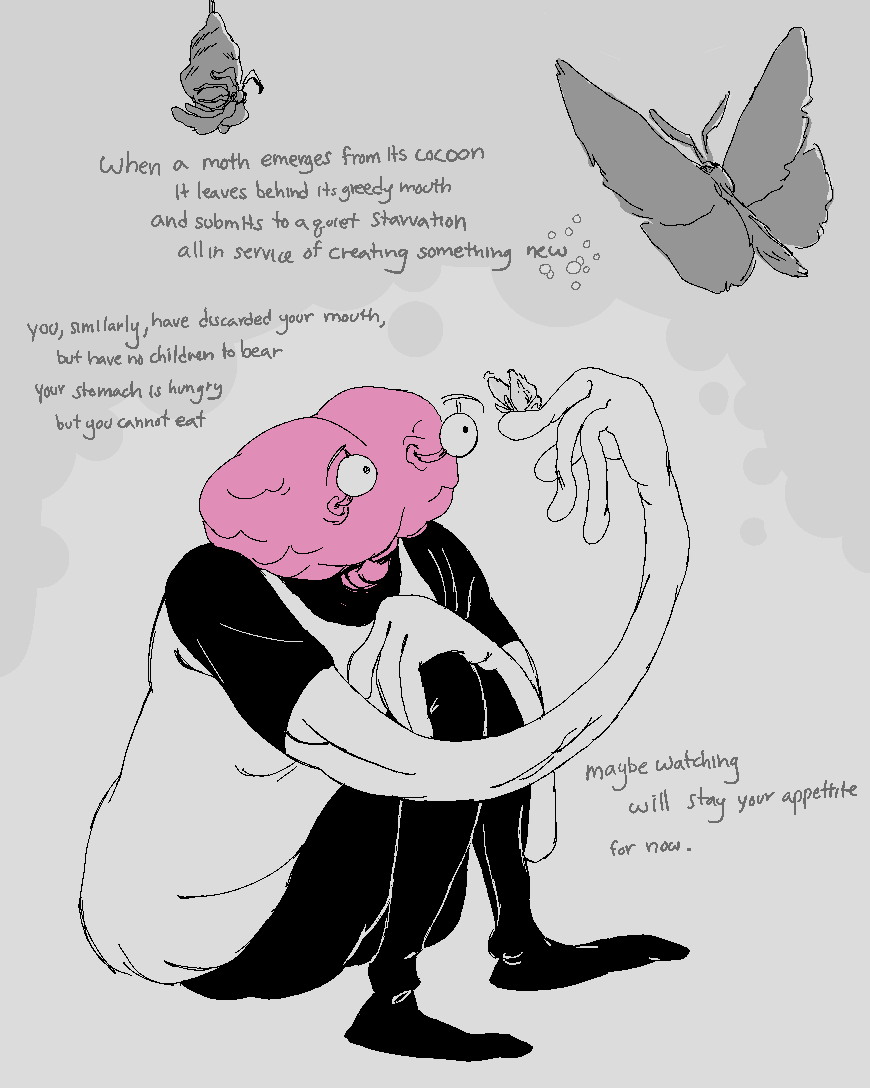 When a moth emerges from its cocoon
It leaves behind its greedy mouth
and submits to a quiet starvation
all in service of creating something new
you, similarly, have discarded your mouth,
but have no children to bear
your stomach is hungry
but you cannot eat
maybe watching
will stay your appettite
for now.